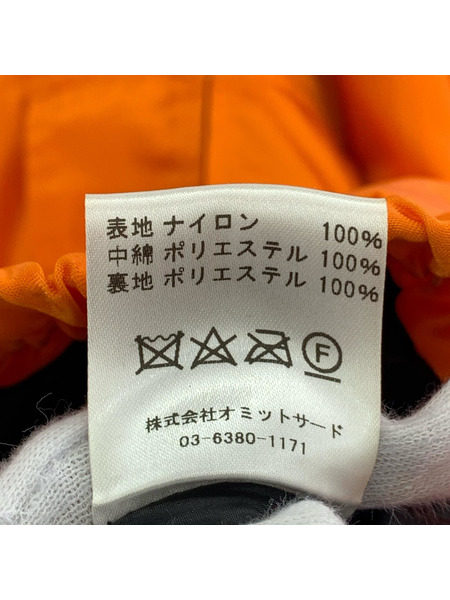 表地 ナイロン 100%
中綿 ポリエステル 100%
裏地 ポリエステル 100%
F
株式会社オミットサード
03-6380-1171